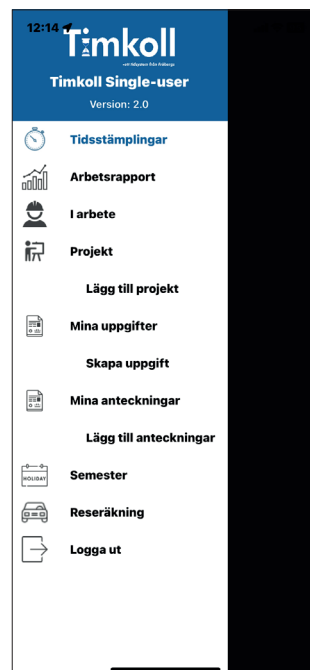 12:14
Timkoll
Timkoll Single-user
Version: 2.0
Tidsstämplingar
Arbetsrapport
I arbete
Projekt
Lägg till projekt
Mina uppgifter
Skapa uppgift
Mina anteckningar
Lägg till anteckningar
HOLIDAY
Semester
Reseräkning
Logga ut